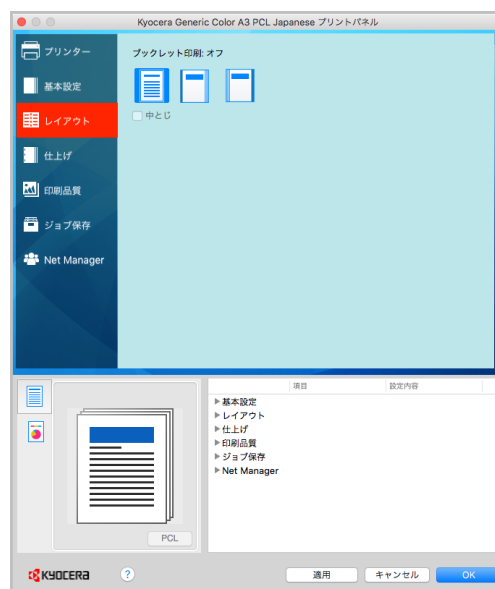 Kyocera Generic Color A3 PCL Japanese プリントパネル
プリンター
基本設定
レイアウト
仕上げ
印刷品質
ジョブ保存
Net Manager
ブックレット印刷: オフ
中とじ
PCL
項目 設定内容
基本設定
レイアウト
仕上げ
印刷品質
ジョブ保存
Net Manager
KYOCERA
?
適用 キャンセル OK